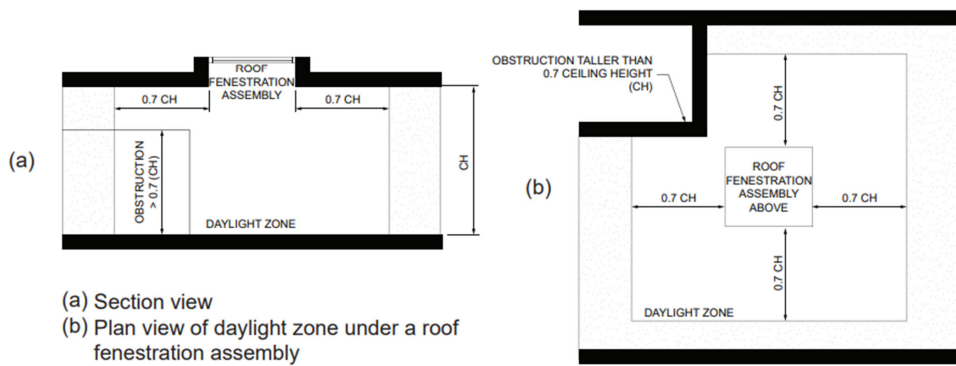 ROOF
FENESTRATION
ASSEMBLY
0.7 CH
0.7 CH
(a)
OBSTRUCTION
> 0.7 (CH)
CH
DAYLIGHT ZONE
(a) Section view
(b) Plan view of daylight zone under a roof
fenestration assembly
OBSTRUCTION TALLER THAN
0.7 CEILING HEIGHT
(CH)
0.7 CH
(b)
ROOF
FENESTRATION
ASSEMBLY
ABOVE
0.7 CH
0.7 CH
0.7 CH
DAYLIGHT ZONE